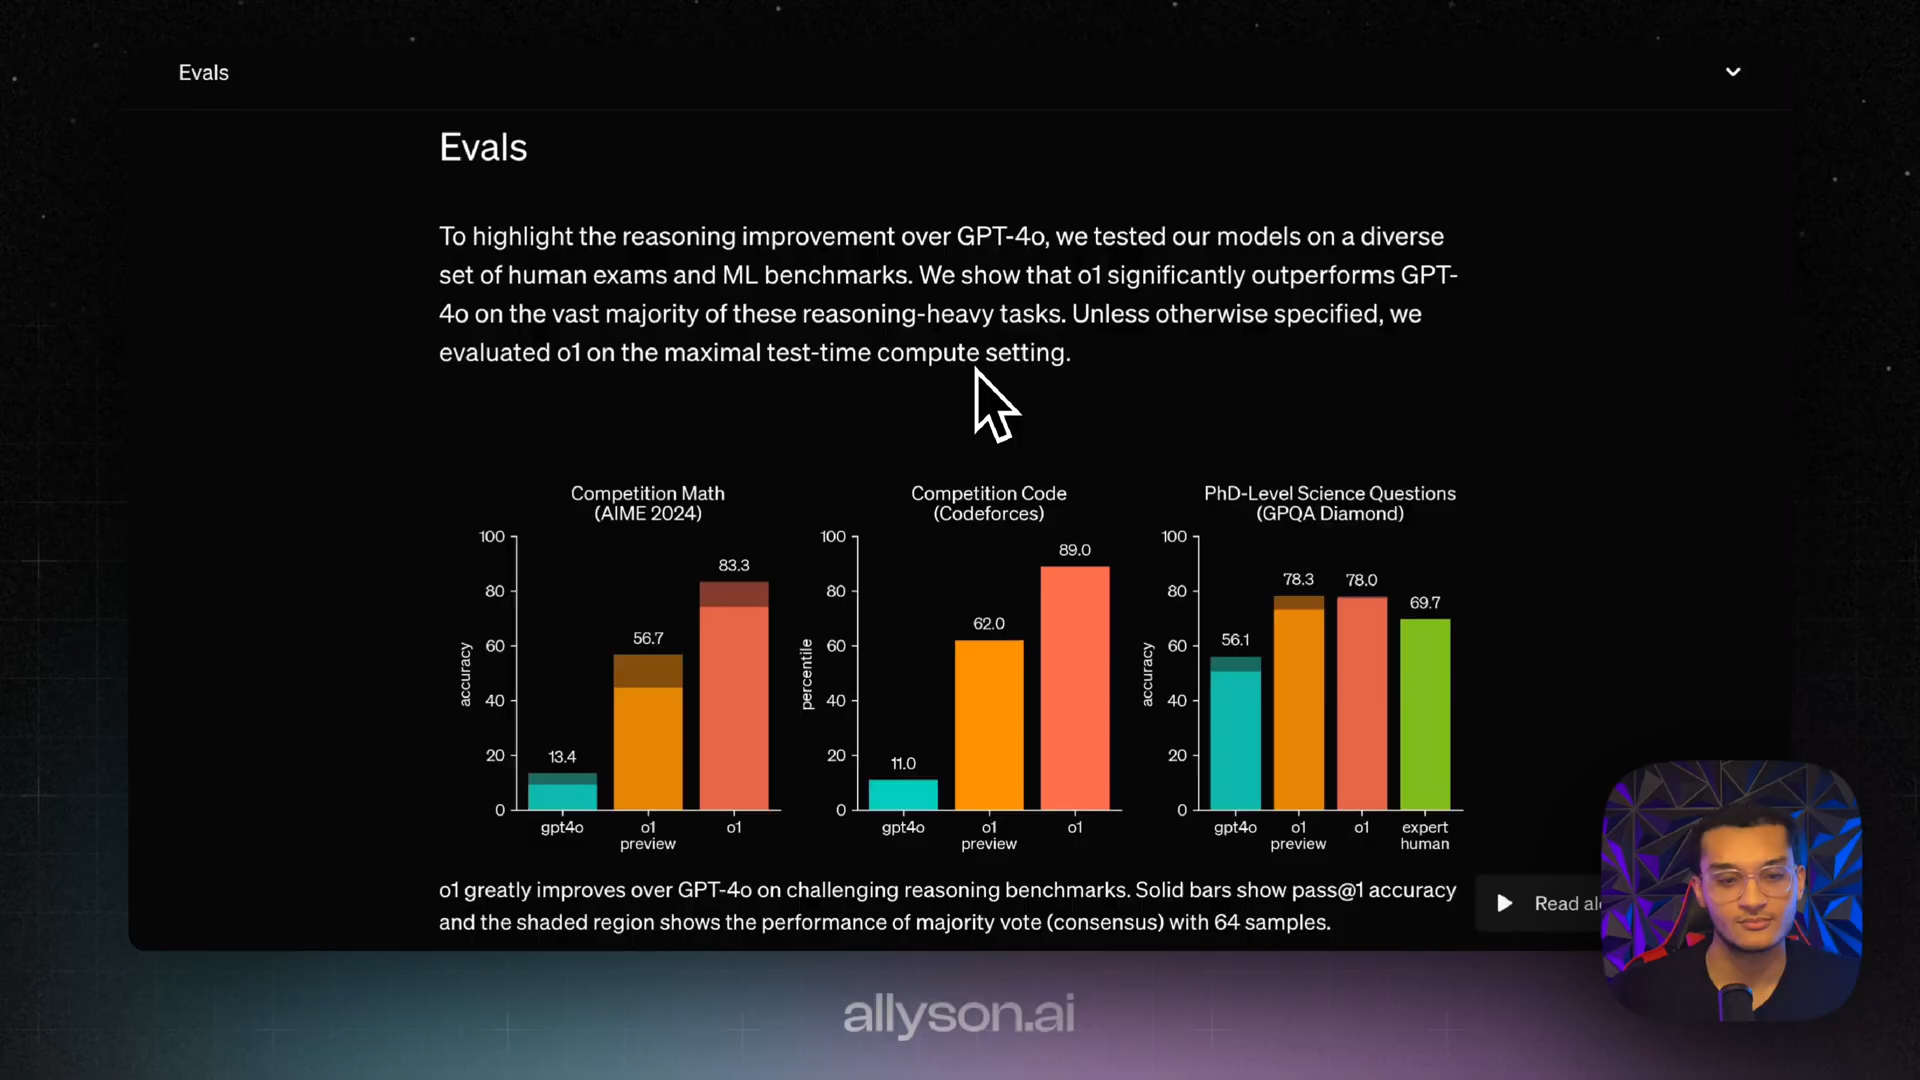 Evals
Evals
To highlight the reasoning improvement over GPT-4o, we tested our models on a diverse
set of human exams and ML benchmarks. We show that o1 significantly outperforms GPT-
4o on the vast majority of these reasoning-heavy tasks. Unless otherwise specified, we
evaluated o1 on the maximal test-time compute setting.
Competition Math
(AIME 2024)
100
80
60
40
20
0
accuracy
13.4
56.7
83.3
gpt4o
o1
preview
o1
Competition Code
(Codeforces)
100
80
60
40
20
0
percentile
11.0
62.0
89.0
gpt4o
o1
preview
o1
PhD-Level Science Questions
(GPQA Diamond)
100
80
60
40
20
0
accuracy
56.1
78.3
78.0
69.7
gpt4o
o1
preview
o1
expert
human
o1 greatly improves over GPT-4o on challenging reasoning benchmarks. Solid bars show pass@1 accuracy
and the shaded region shows the performance of majority vote (consensus) with 64 samples.
Read
allyson.ai